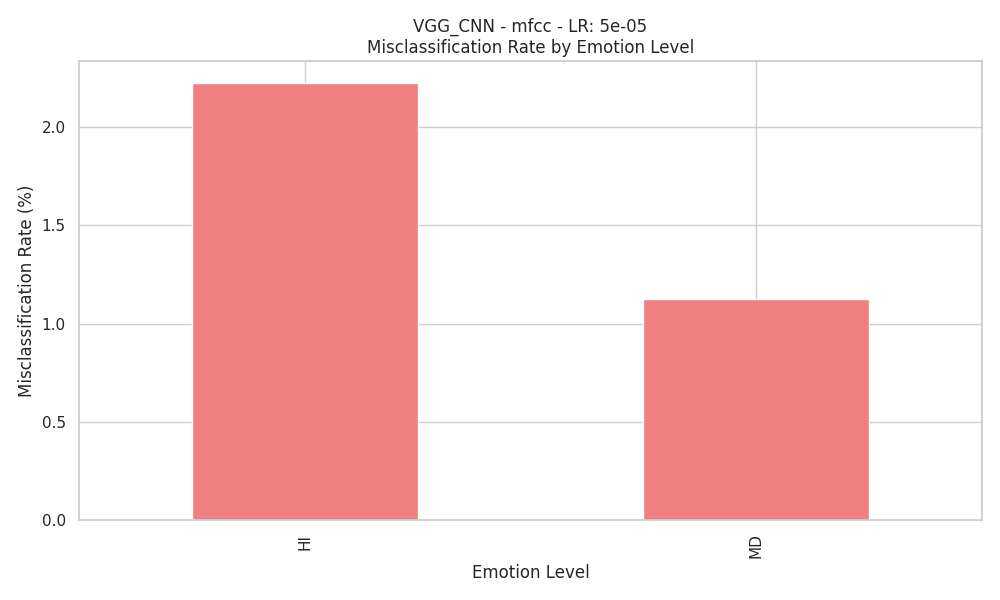 VGG_CNN - mfcc - LR: 5e-05
Misclassification Rate by Emotion Level
Misclassification Rate (%)
2.0
1.5
1.0
0.5
0.0
HI
MD
Emotion Level